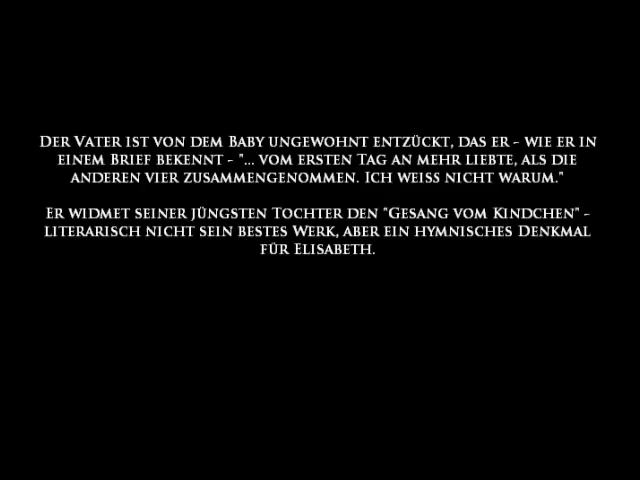 Der Vater ist von dem Baby ungewohnt entzückt, das er - wie er in
einem Brief bekennt - "... vom ersten Tag an mehr liebte, als die
anderen vier zusammengenommen. Ich weiss nicht warum."
Er widmet seiner jüngsten Tochter den "Gesang vom Kindchen" -
literarisch nicht sein bestes Werk, aber ein hymnisches Denkmal
für Elisabeth.